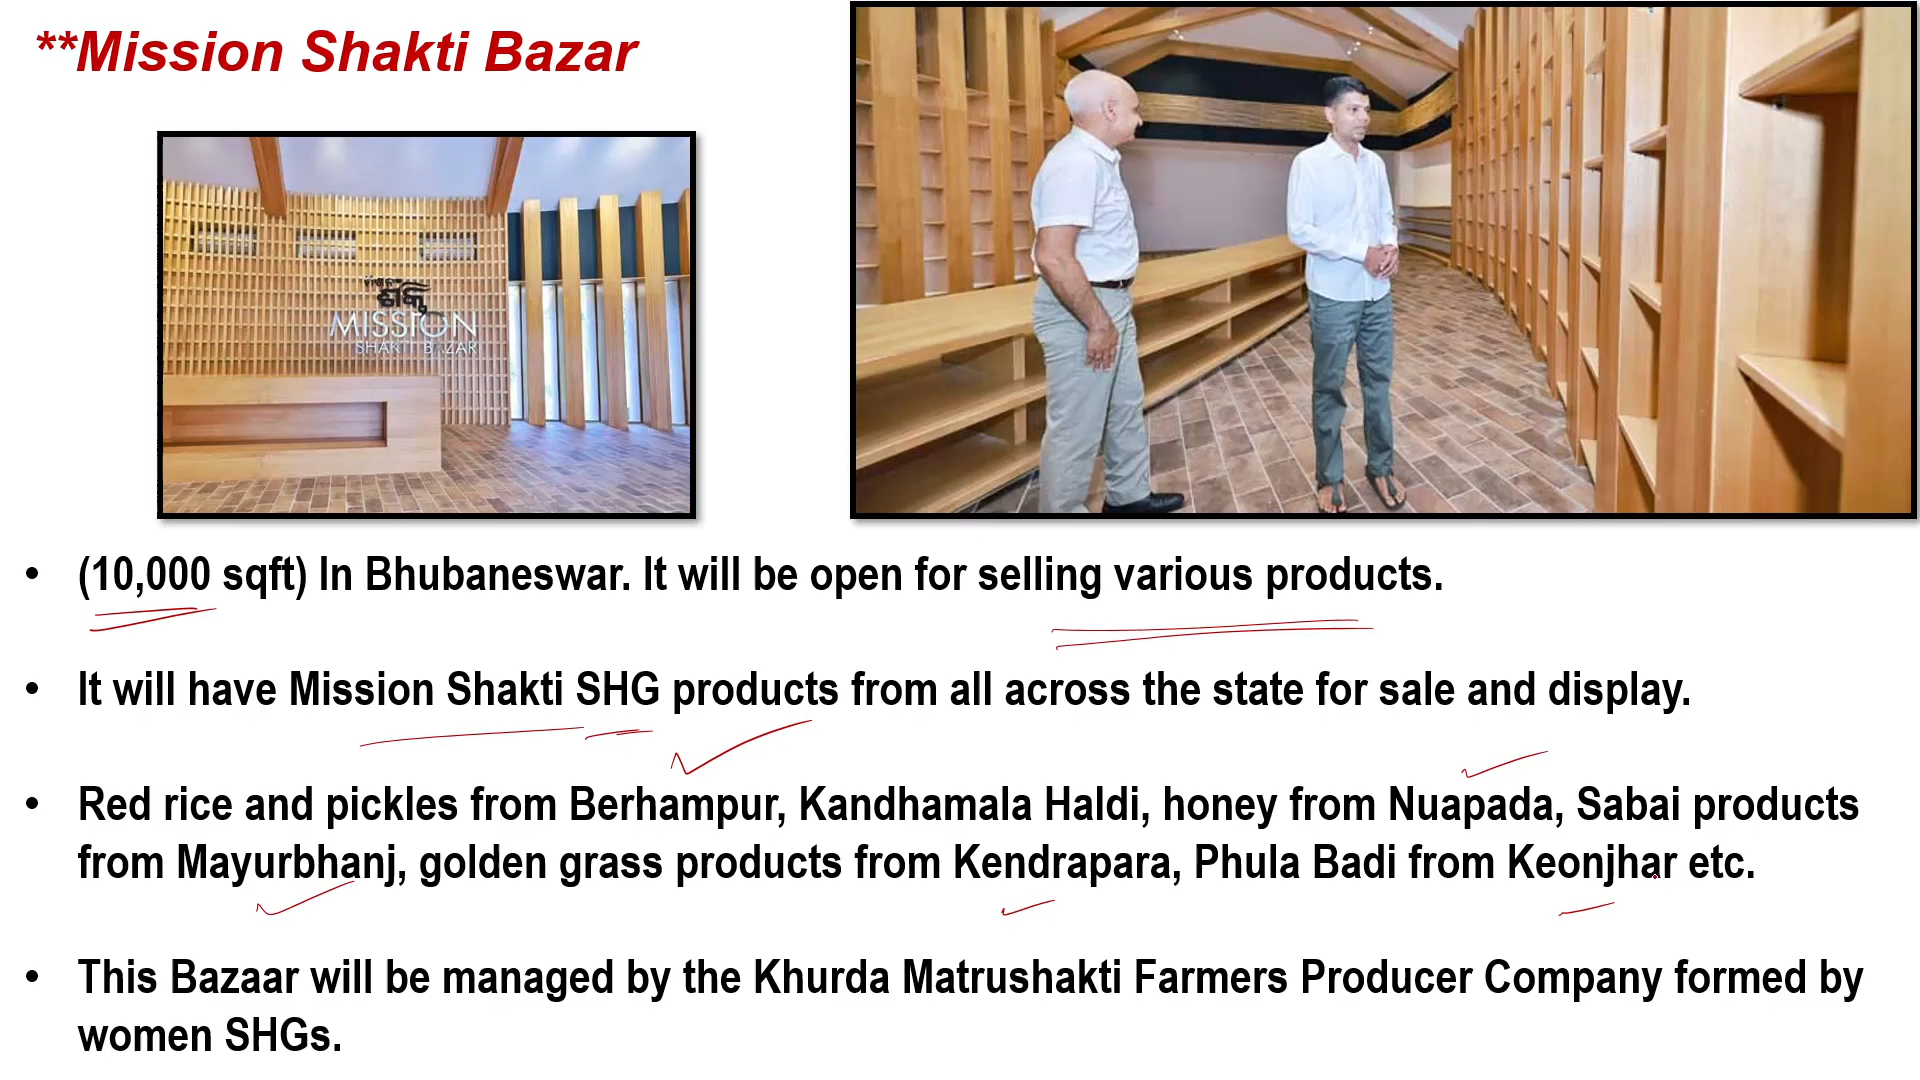 **Mission Shakti Bazar
ମିଶନ
ଶକ୍ତି
MISSION
SHAKTI BAZAR
• (10,000 sqft) In Bhubaneswar. It will be open for selling various products.
• It will have Mission Shakti SHG products from all across the state for sale and display.
• Red rice and pickles from Berhampur, Kandhamala Haldi, honey from Nuapada, Sabai products
from Mayurbhanj, golden grass products from Kendrapara, Phula Badi from Keonjhar etc.
• This Bazaar will be managed by the Khurda Matrushakti Farmers Producer Company formed by
women SHGs.